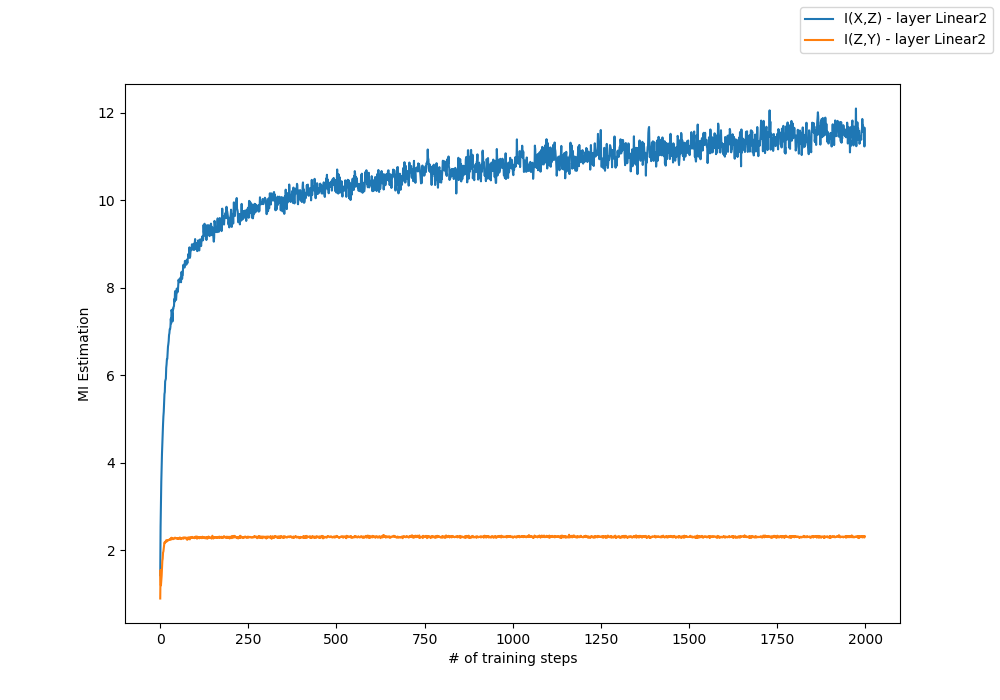 I(X,Z) - layer Linear2
I(Z,Y) - layer Linear2
12
10
8
6
4
2
MI Estimation
0 250 500 750 1000 1250 1500 1750 2000
# of training steps